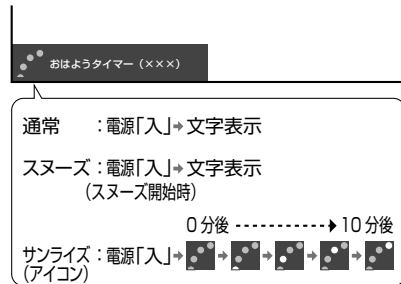 おはようタイマー（×××）
通常　：電源「入」➔文字表示
スヌーズ：電源「入」➔文字表示
（スヌーズ開始時）
0分後 ----------➔10分後
サンライズ：電源「入」➔➔➔➔➔
（アイコン）